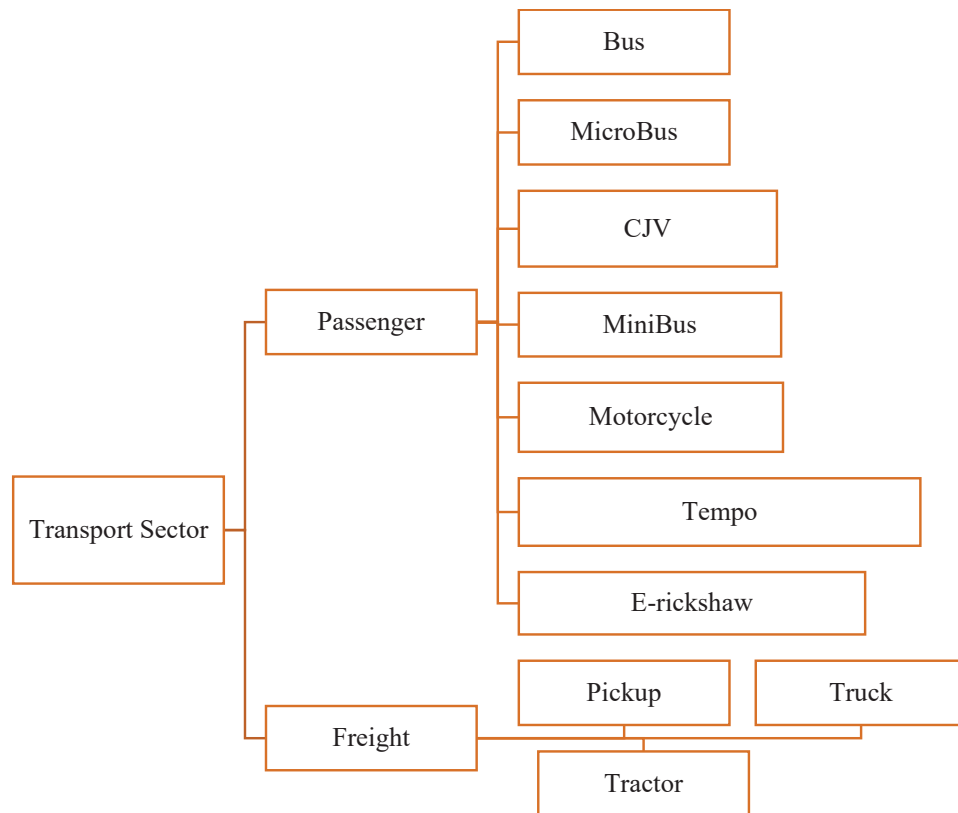 Bus
MicroBus
CJV
Passenger
MiniBus
Motorcycle
Transport Sector
Tempo
E-rickshaw
Pickup
Truck
Freight
Tractor